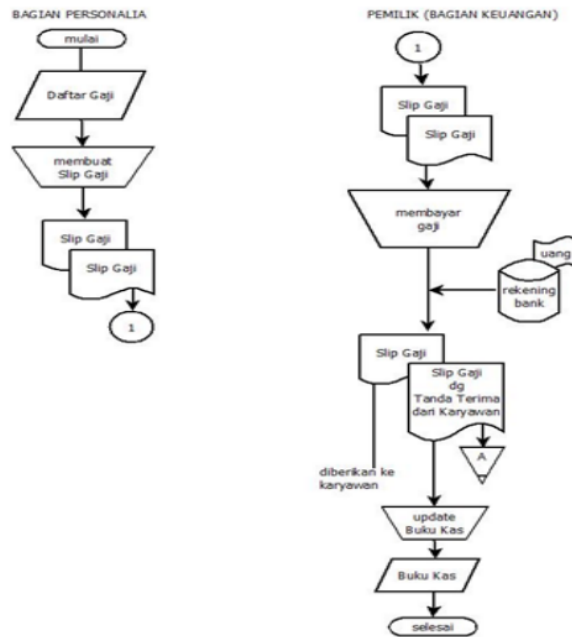 BAGIAN PERSONALIA
mulai
Daftar Gaji
membuat
Slip Gaji
Slip Gaji
Slip Gaji
1
PEMILIK (BAGIAN KEUANGAN)
1
Slip Gaji
Slip Gaji
membayar
gaji
uang
rekening
bank
Slip Gaji
Slip Gaji
dg
Tanda Terima
dari Karyawan
A
diberikan ke
karyawan
update
Buku Kas
Buku Kas
selesai